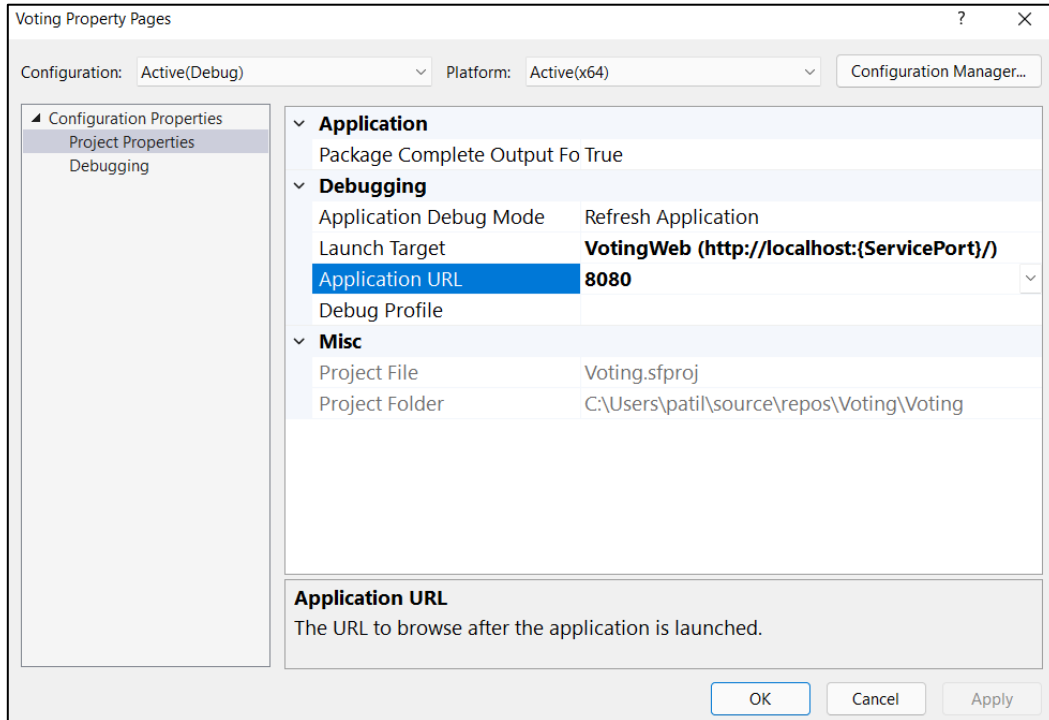 Voting Property Pages ?
Configuration: Active(Debug) Platform: Active(x64) Configuration Manager...
Configuration Properties
Project Properties
Debugging
Application
Package Complete Output Fo True
Debugging
Application Debug Mode Refresh Application
Launch Target VotingWeb (http://localhost:{ServicePort}/)
Application URL 8080
Debug Profile
Misc
Project File Voting.sfproj
Project Folder C:\Users\patil\source\repos\Voting\Voting
Application URL
The URL to browse after the application is launched.
OK Cancel Apply